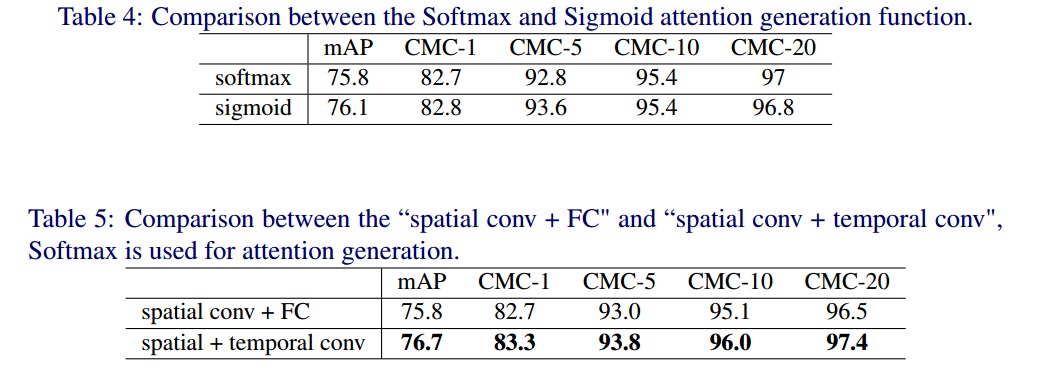 Table 4: Comparison between the Softmax and Sigmoid attention generation function.
mAP CMC-1 CMC-5 CMC-10 CMC-20
softmax 75.8 82.7 92.8 95.4 97
sigmoid 76.1 82.8 93.6 95.4 96.8
Table 5: Comparison between the “spatial conv + FC" and “spatial conv + temporal conv",
Softmax is used for attention generation.
mAP CMC-1 CMC-5 CMC-10 CMC-20
spatial conv + FC 75.8 82.7 93.0 95.1 96.5
spatial + temporal conv 76.7 83.3 93.8 96.0 97.4